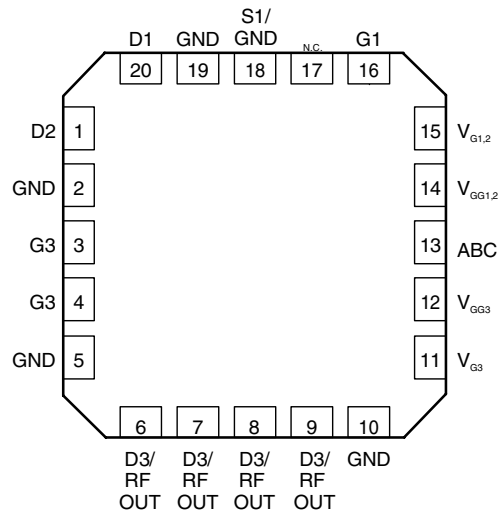 S1/
D1 GND GND N.C. G1
20 19 18 17 16
D2 1 15 VG1,2
GND 2 14 VGG1,2
G3 3 13 ABC
G3 4 12 VGG3
GND 5 11 VG3
6 7 8 9 10
D3/ D3/ D3/ D3/ GND
RF RF RF RF
OUT OUT OUT OUT